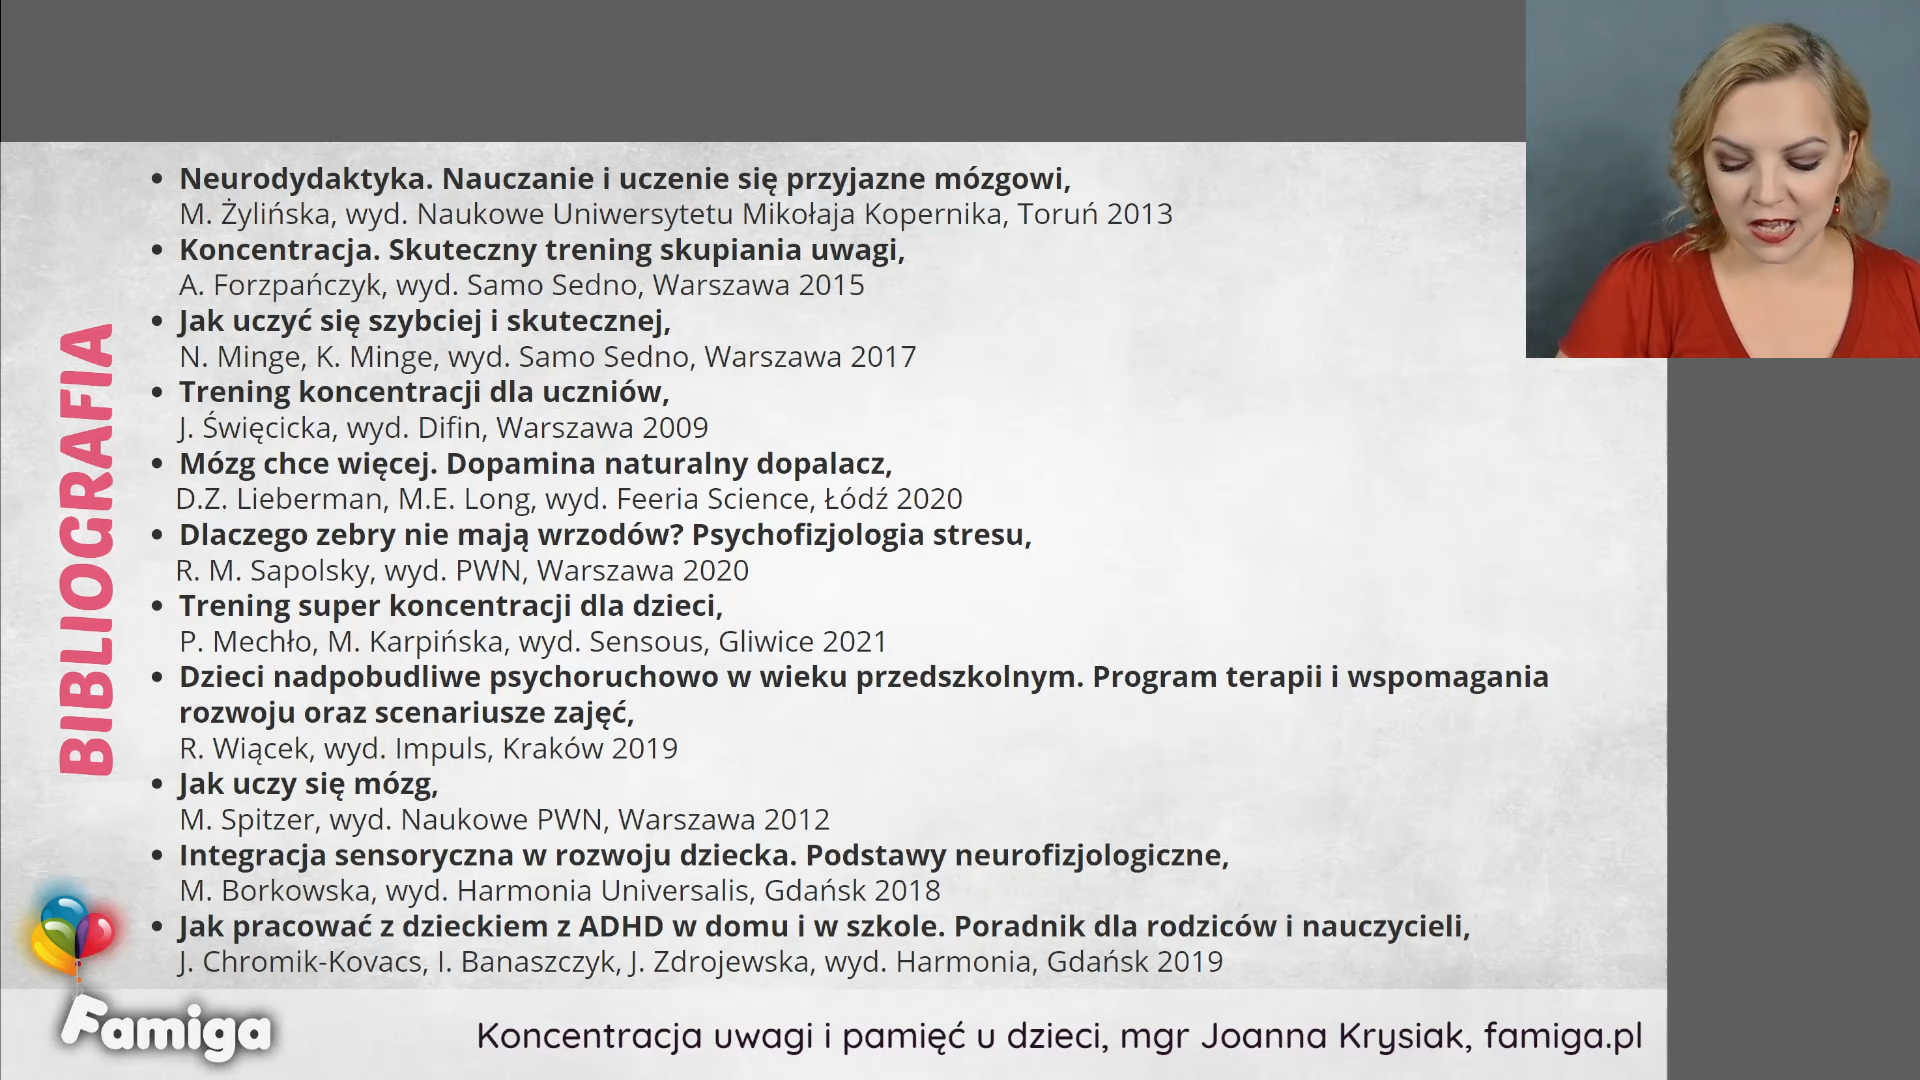 BIBLIOGRAFIA
• Neurodydaktyka. Nauczanie i uczenie się przyjazne mózgowi,
M. Żylińska, wyd. Naukowe Uniwersytetu Mikołaja Kopernika, Toruń 2013
• Koncentracja. Skuteczny trening skupiania uwagi,
A. Forzpańczyk, wyd. Samo Sedno, Warszawa 2015
• Jak uczyć się szybciej i skutecznej,
N. Minge, K. Minge, wyd. Samo Sedno, Warszawa 2017
• Trening koncentracji dla uczniów,
J. Święcicka, wyd. Difin, Warszawa 2009
• Mózg chce więcej. Dopamina naturalny dopalacz,
D.Z. Lieberman, M.E. Long, wyd. Feeria Science, Łódź 2020
• Dlaczego zebry nie mają wrzodów? Psychofizjologia stresu,
R. M. Sapolsky, wyd. PWN, Warszawa 2020
• Trening super koncentracji dla dzieci,
P. Mechło, M. Karpińska, wyd. Sensous, Gliwice 2021
• Dzieci nadpobudliwe psychoruchowo w wieku przedszkolnym. Program terapii i wspomagania
rozwoju oraz scenariusze zajęć,
R. Wiącek, wyd. Impuls, Kraków 2019
• Jak uczy się mózg,
M. Spitzer, wyd. Naukowe PWN, Warszawa 2012
• Integracja sensoryczna w rozwoju dziecka. Podstawy neurofizjologiczne,
M. Borkowska, wyd. Harmonia Universalis, Gdańsk 2018
• Jak pracować z dzieckiem z ADHD w domu i w szkole. Poradnik dla rodziców i nauczycieli,
J. Chromik-Kovacs, I. Banaszczyk, J. Zdrojewska, wyd. Harmonia, Gdańsk 2019
Famiga
Koncentracja uwagi i pamięć u dzieci, mgr Joanna Krysiak, famiga.pl